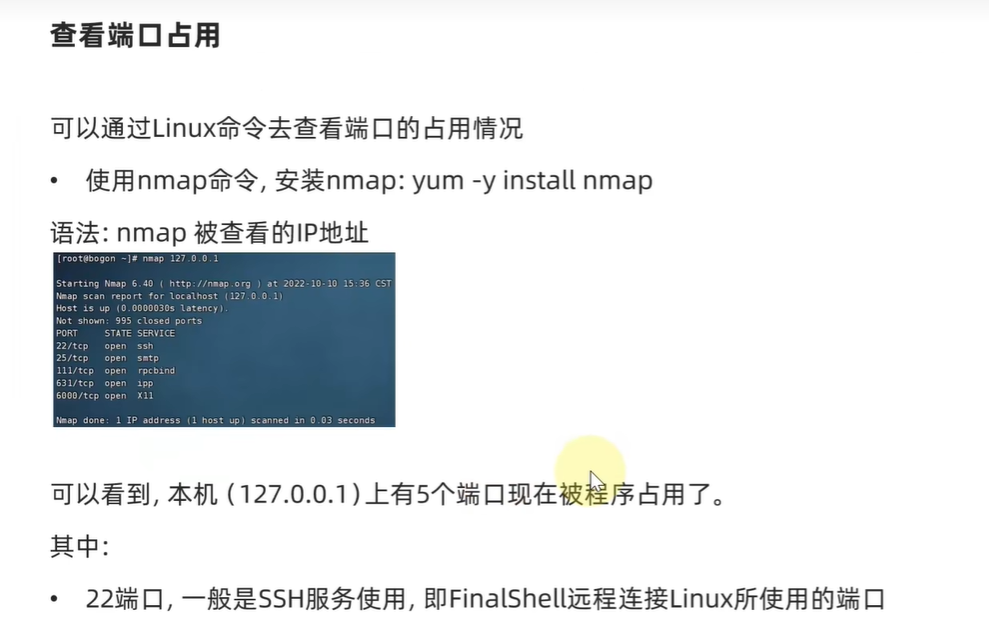 查看端口占用
可以通过Linux命令去查看端口的占用情况
• 使用nmap命令, 安装nmap: yum -y install nmap
语法: nmap 被查看的IP地址
[root@bogon ~]# nmap 127.0.0.1
Starting Nmap 6.40 ( http://nmap.org ) at 2022-10-10 15:36 CST
Nmap scan report for localhost (127.0.0.1)
Host is up (0.0000030s latency).
Not shown: 995 closed ports
PORT STATE SERVICE
22/tcp open ssh
25/tcp open smtp
111/tcp open rpcbind
631/tcp open ipp
6000/tcp open X11
Nmap done: 1 IP address (1 host up) scanned in 0.03 seconds
可以看到, 本机 (127.0.0.1)上有5个端口现在被程序占用了。
其中:
• 22端口, 一般是SSH服务使用, 即FinalShell远程连接Linux所使用的端口